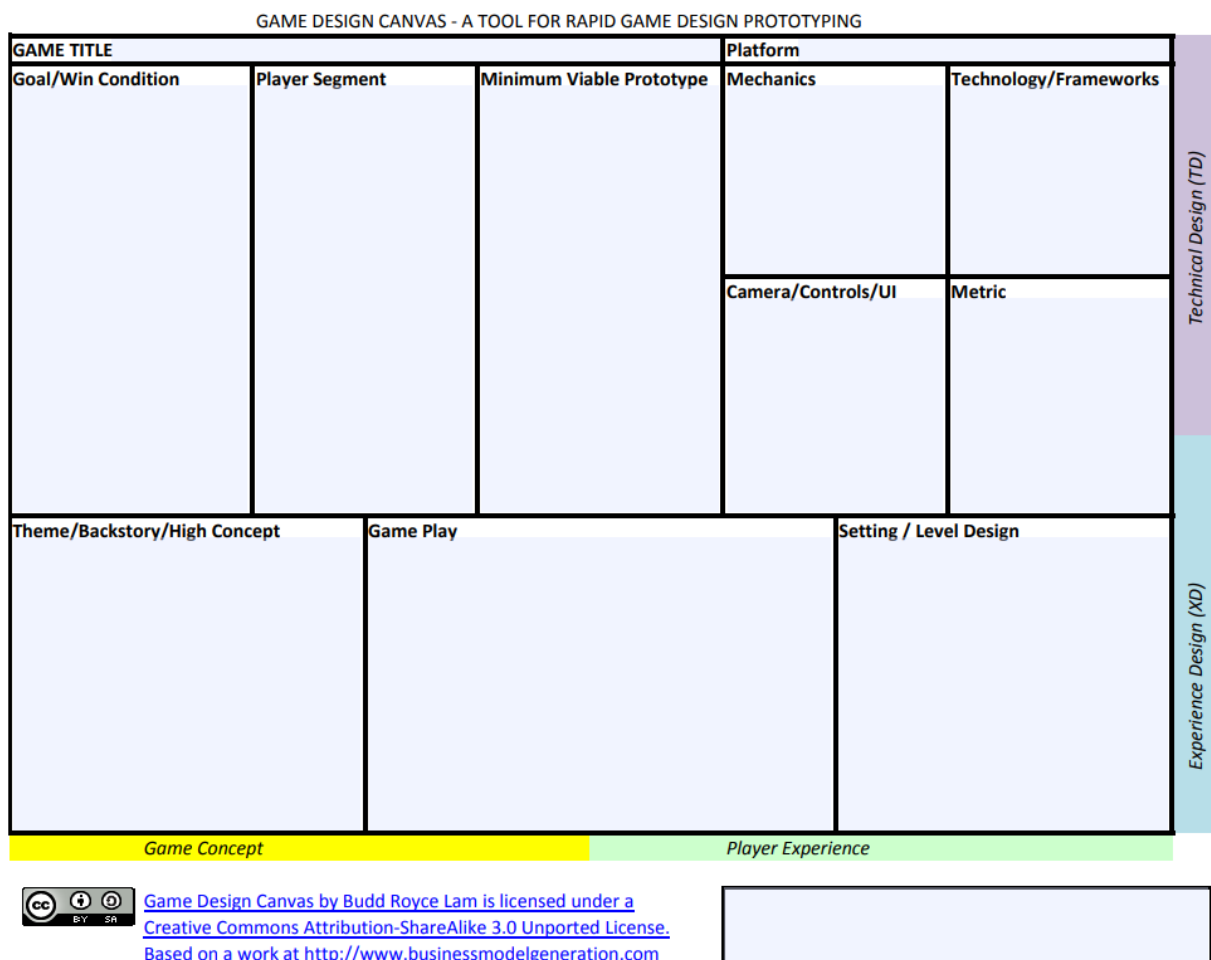 GAME DESIGN CANVAS - A TOOL FOR RAPID GAME DESIGN PROTOTYPING
GAME TITLE
Platform
Goal/Win Condition
Player Segment
Minimum Viable Prototype
Mechanics
Technology/Frameworks
Technical Design (TD)
Camera/Controls/UI
Metric
Theme/Backstory/High Concept
Game Play
Setting / Level Design
Experience Design (XD)
Game Concept
Player Experience
cc
BY SA
Game Design Canvas by Budd Royce Lam is licensed under a
Creative Commons Attribution-ShareAlike 3.0 Unported License.
Based on a work at http://www.businessmodelgeneration.com